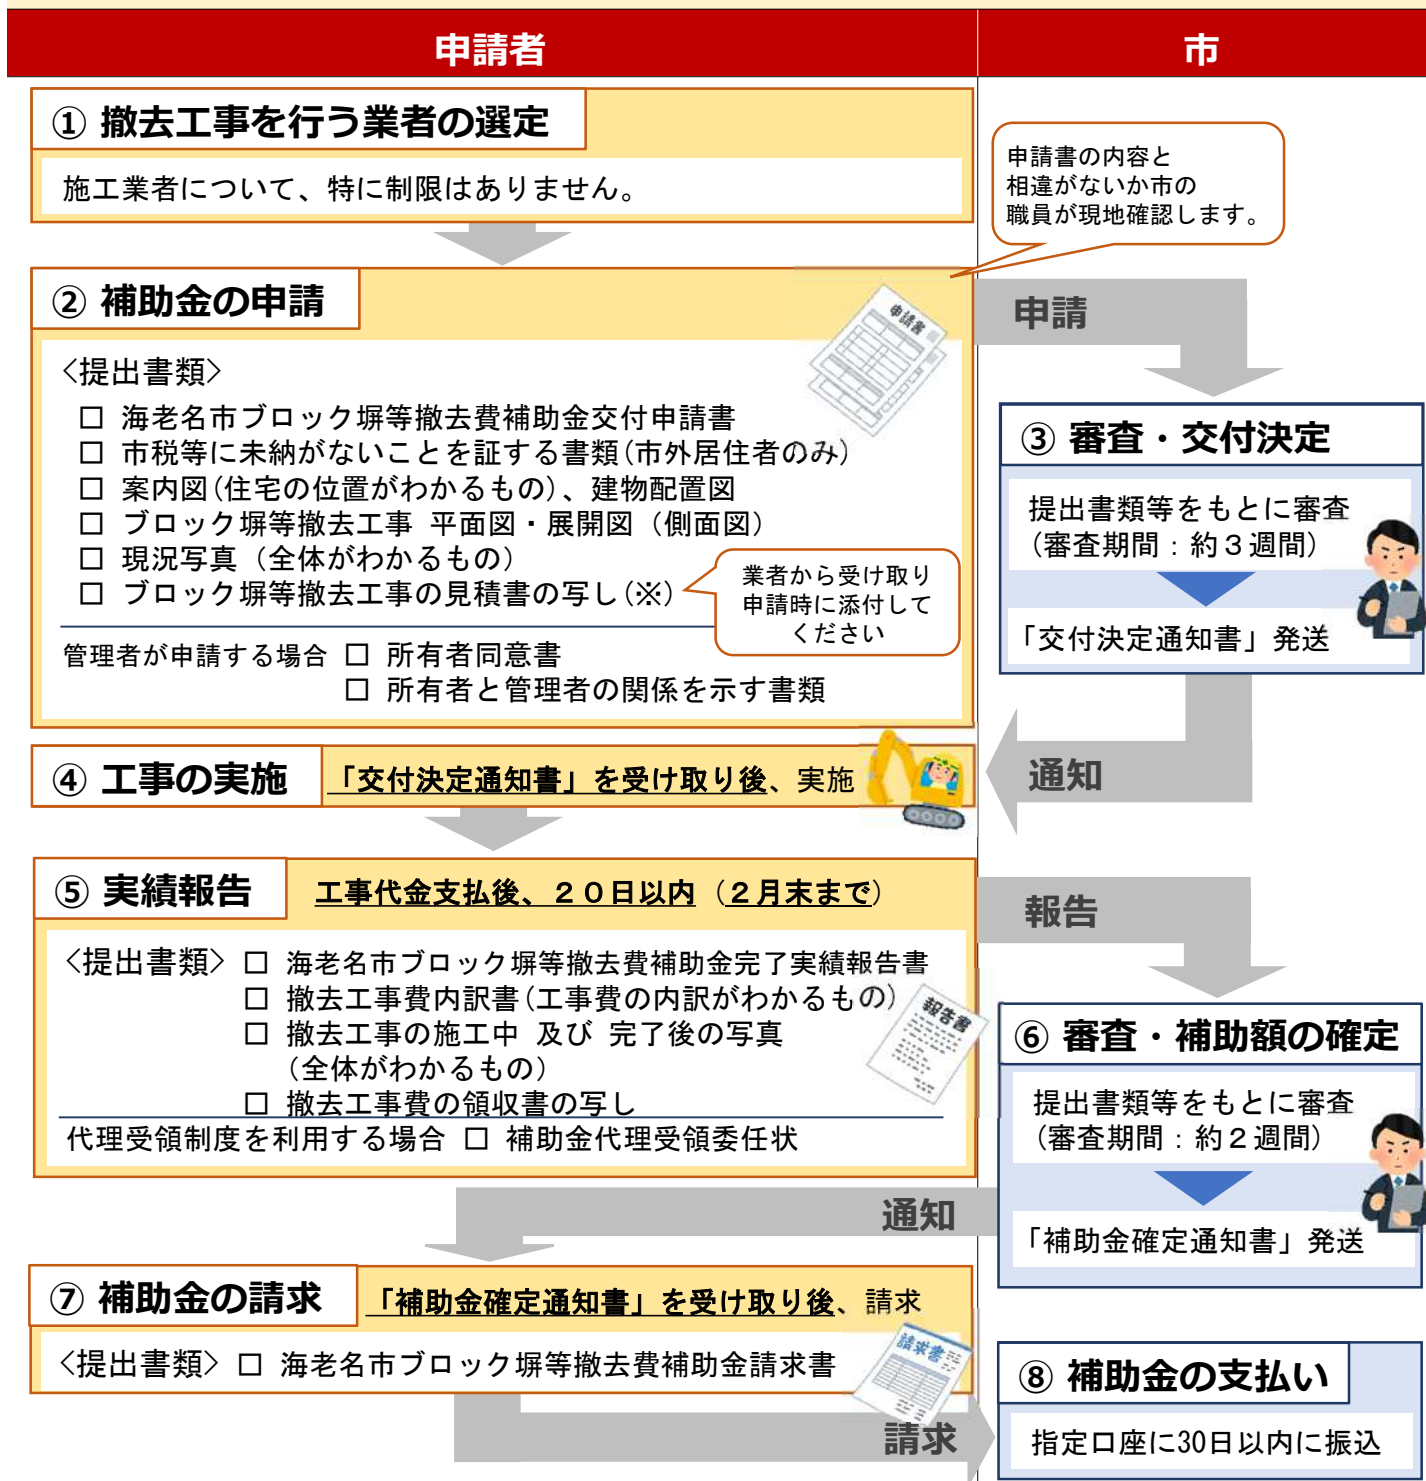 申請者
市
① 撤去工事を行う業者の選定
施工業者について、特に制限はありません。
申請書の内容と
相違がないか市の
職員が現地確認します。
② 補助金の申請
申請書
申請
〈提出書類〉
□ 海老名市ブロック塀等撤去費補助金交付申請書
□ 市税等に未納がないことを証する書類(市外居住者のみ)
□ 案内図(住宅の位置がわかるもの)、建物配置図
□ ブロック塀等撤去工事 平面図・展開図（側面図）
□ 現況写真（全体がわかるもの）
□ ブロック塀等撤去工事の見積書の写し(※)
業者から受け取り
申請時に添付して
ください
管理者が申請する場合 □ 所有者同意書
□ 所有者と管理者の関係を示す書類
③ 審査・交付決定
提出書類等をもとに審査
（審査期間：約３週間）
「交付決定通知書」発送
通知
④ 工事の実施
「交付決定通知書」を受け取り後、実施
⑤ 実績報告
工事代金支払後、２０日以内（２月末まで）
報告
〈提出書類〉 □ 海老名市ブロック塀等撤去費補助金完了実績報告書
□ 撤去工事費内訳書(工事費の内訳がわかるもの)
□ 撤去工事の施工中 及び 完了後の写真
（全体がわかるもの）
□ 撤去工事費の領収書の写し
報告書
代理受領制度を利用する場合 □ 補助金代理受領委任状
⑥ 審査・補助額の確定
提出書類等をもとに審査
（審査期間：約２週間）
「補助金確定通知書」発送
通知
⑦ 補助金の請求
「補助金確定通知書」を受け取り後、請求
〈提出書類〉 □ 海老名市ブロック塀等撤去費補助金請求書
請求書
請求
⑧ 補助金の支払い
指定口座に30日以内に振込